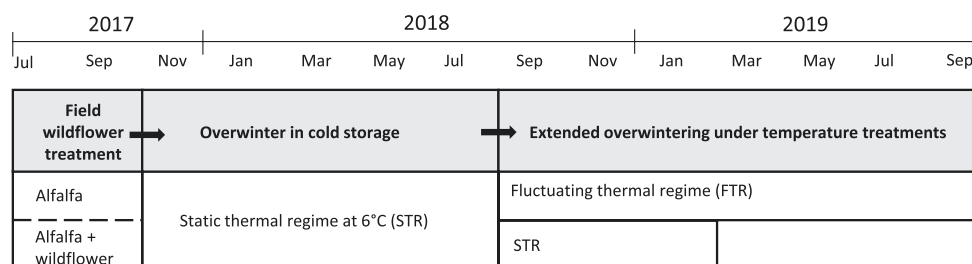 2017 2018 2019
Jul Sep Nov Jan Mar May Jul Sep Nov Jan Mar May Jul Sep
Field
wildflower
treatment
Overwinter in cold storage
Extended overwintering under temperature treatments
Alfalfa
Alfalfa +
wildflower
Static thermal regime at 6°C (STR)
Fluctuating thermal regime (FTR)
STR